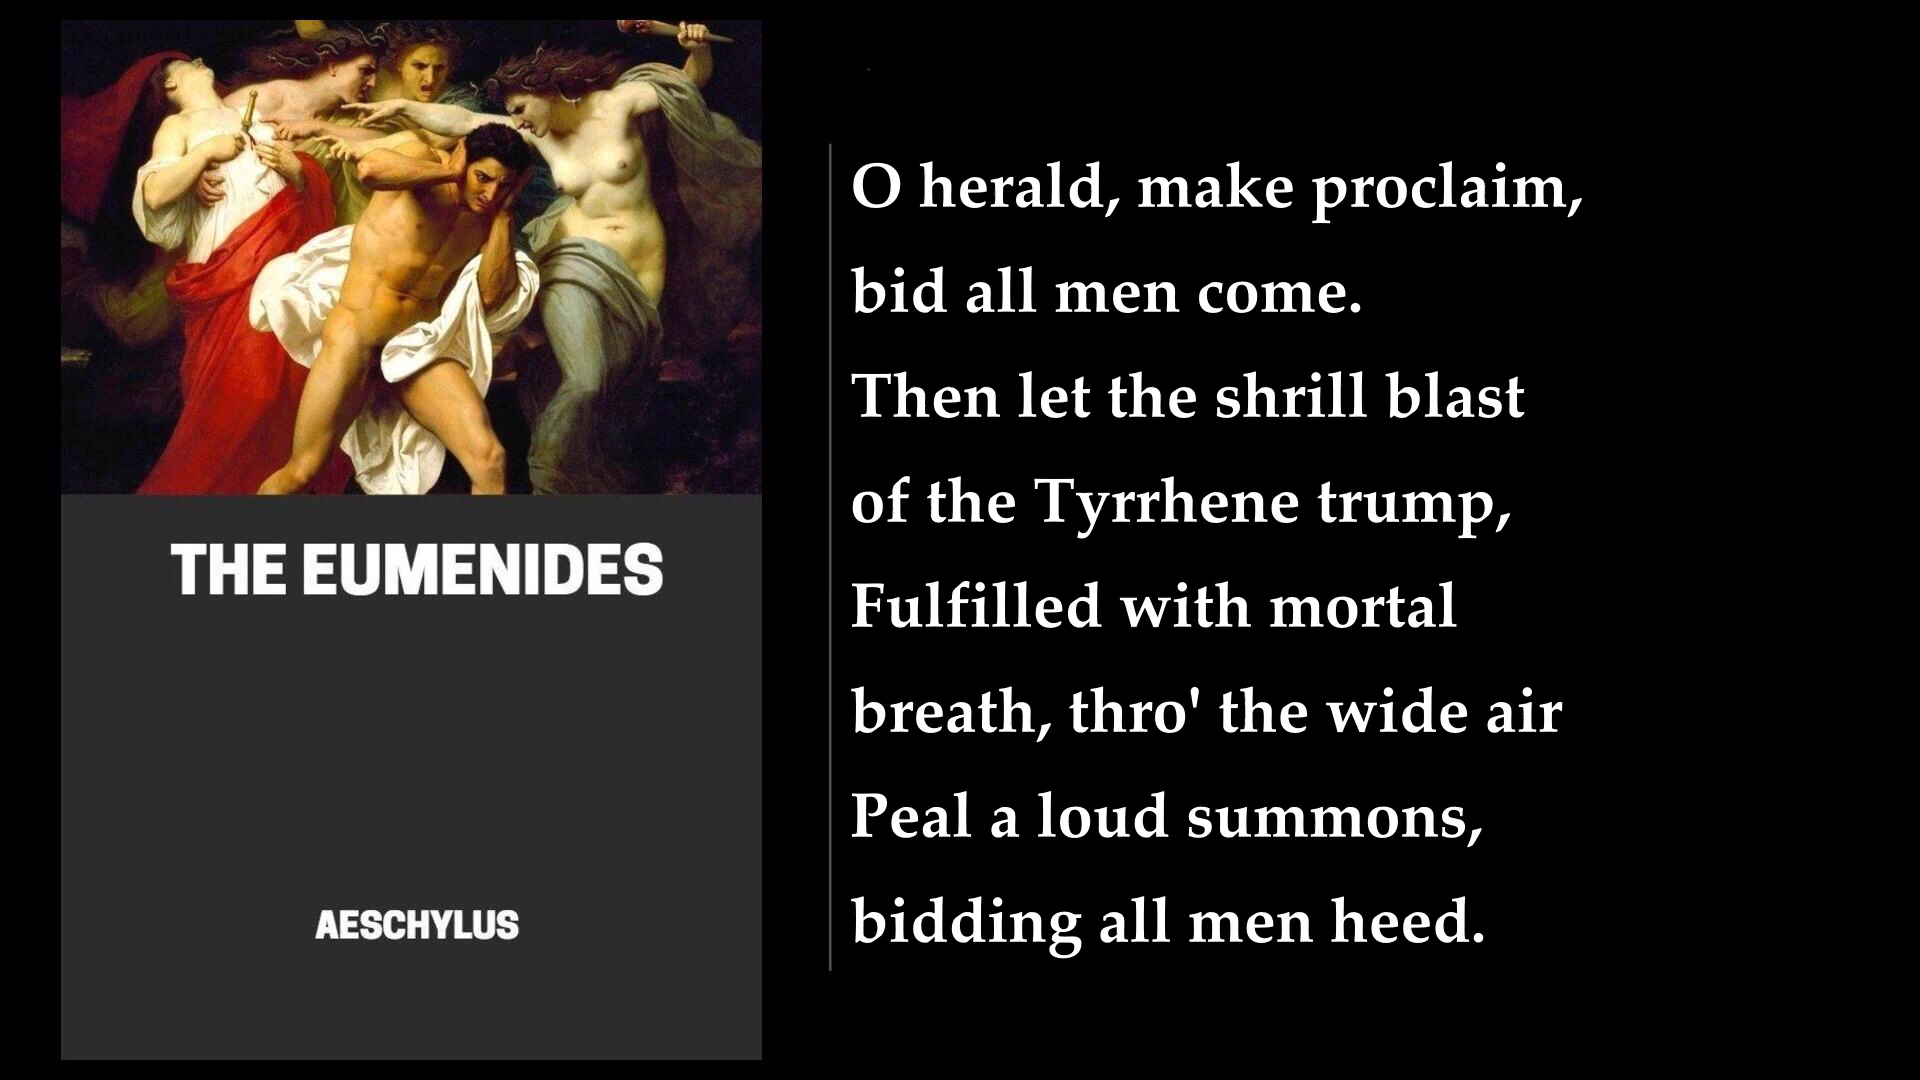 THE EUMENIDES
AESCHYLUS
O herald, make proclaim,
bid all men come.
Then let the shrill blast
of the Tyrrhene trump,
Fulfilled with mortal
breath, thro' the wide air
Peal a loud summons,
bidding all men heed.